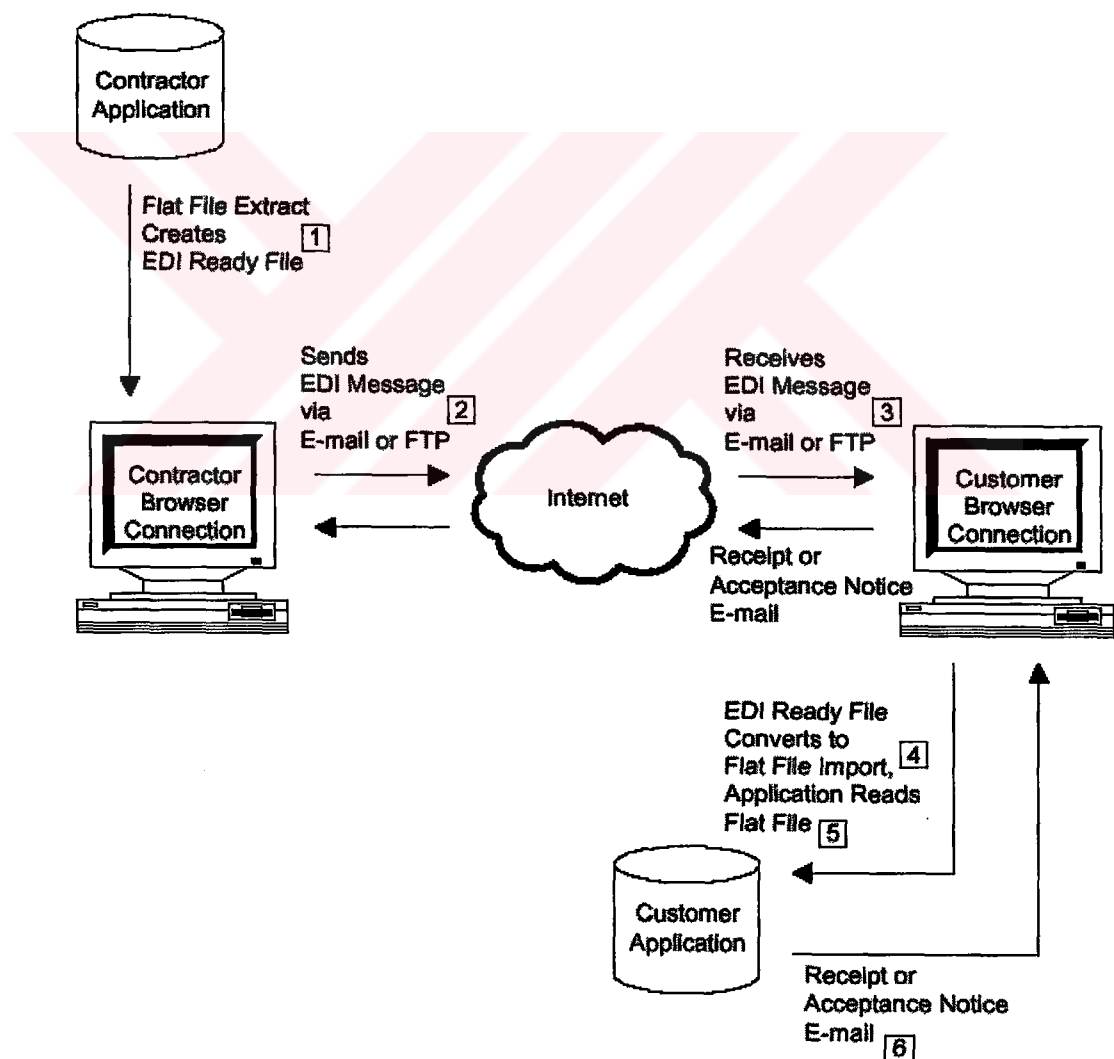 Contractor
Application
Flat File Extract
Creates
EDI Ready File
1
Sends
EDI Message
via
E-mail or FTP
2
Receives
EDI Message
via
E-mail or FTP
3
Contractor
Browser
Connection
Internet
Customer
Browser
Connection
Receipt or
Acceptance Notice
E-mail
EDI Ready File
Converts to
Flat File Import,
4
Application Reads
Flat File
5
Customer
Application
Receipt or
Acceptance Notice
E-mail
6